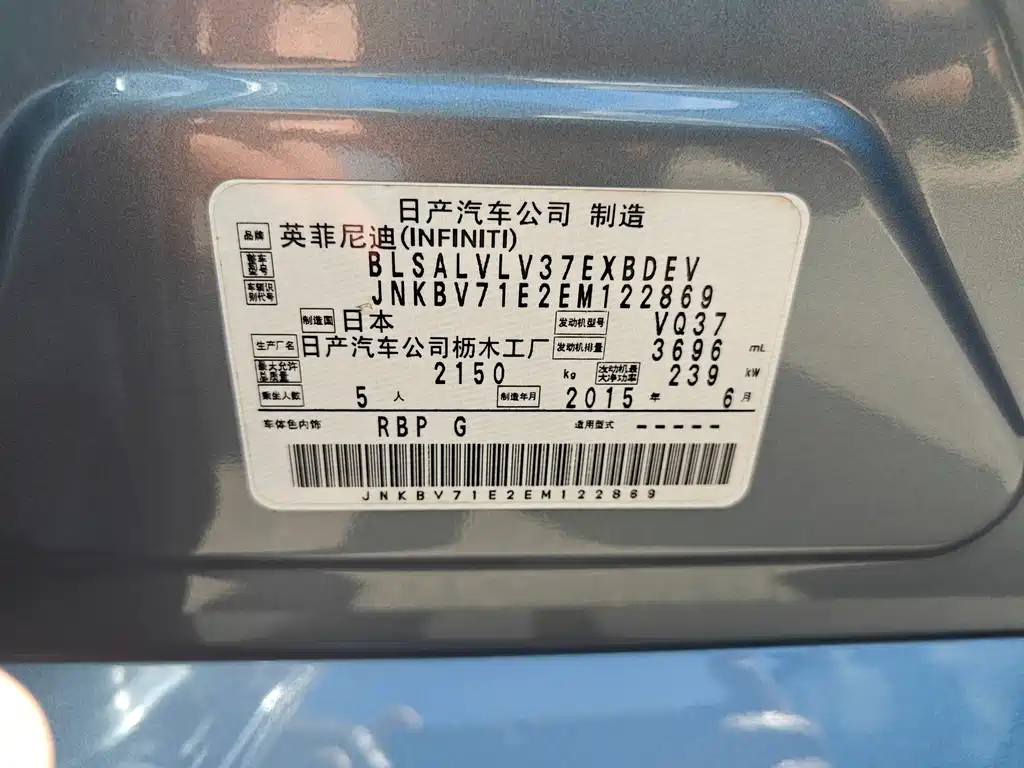 日产汽车公司 制造
品牌 英菲尼迪(INFINITI)
整车型号 BLSALVLV37EXBDEV
车辆识别代号 JNKBV71E2EM122869
制造国 日本 发动机型号 VQ37
生产厂名 日产汽车公司枥木工厂 发动机排量 3696 mL
最大允许总质量 2150 kg 发动机最大净功率 239 kW
乘坐人数 5 人 制造年月 2015 年 6 月
车体色内饰 RBP G 适用型式 -----
JNKBV71E2EM122869